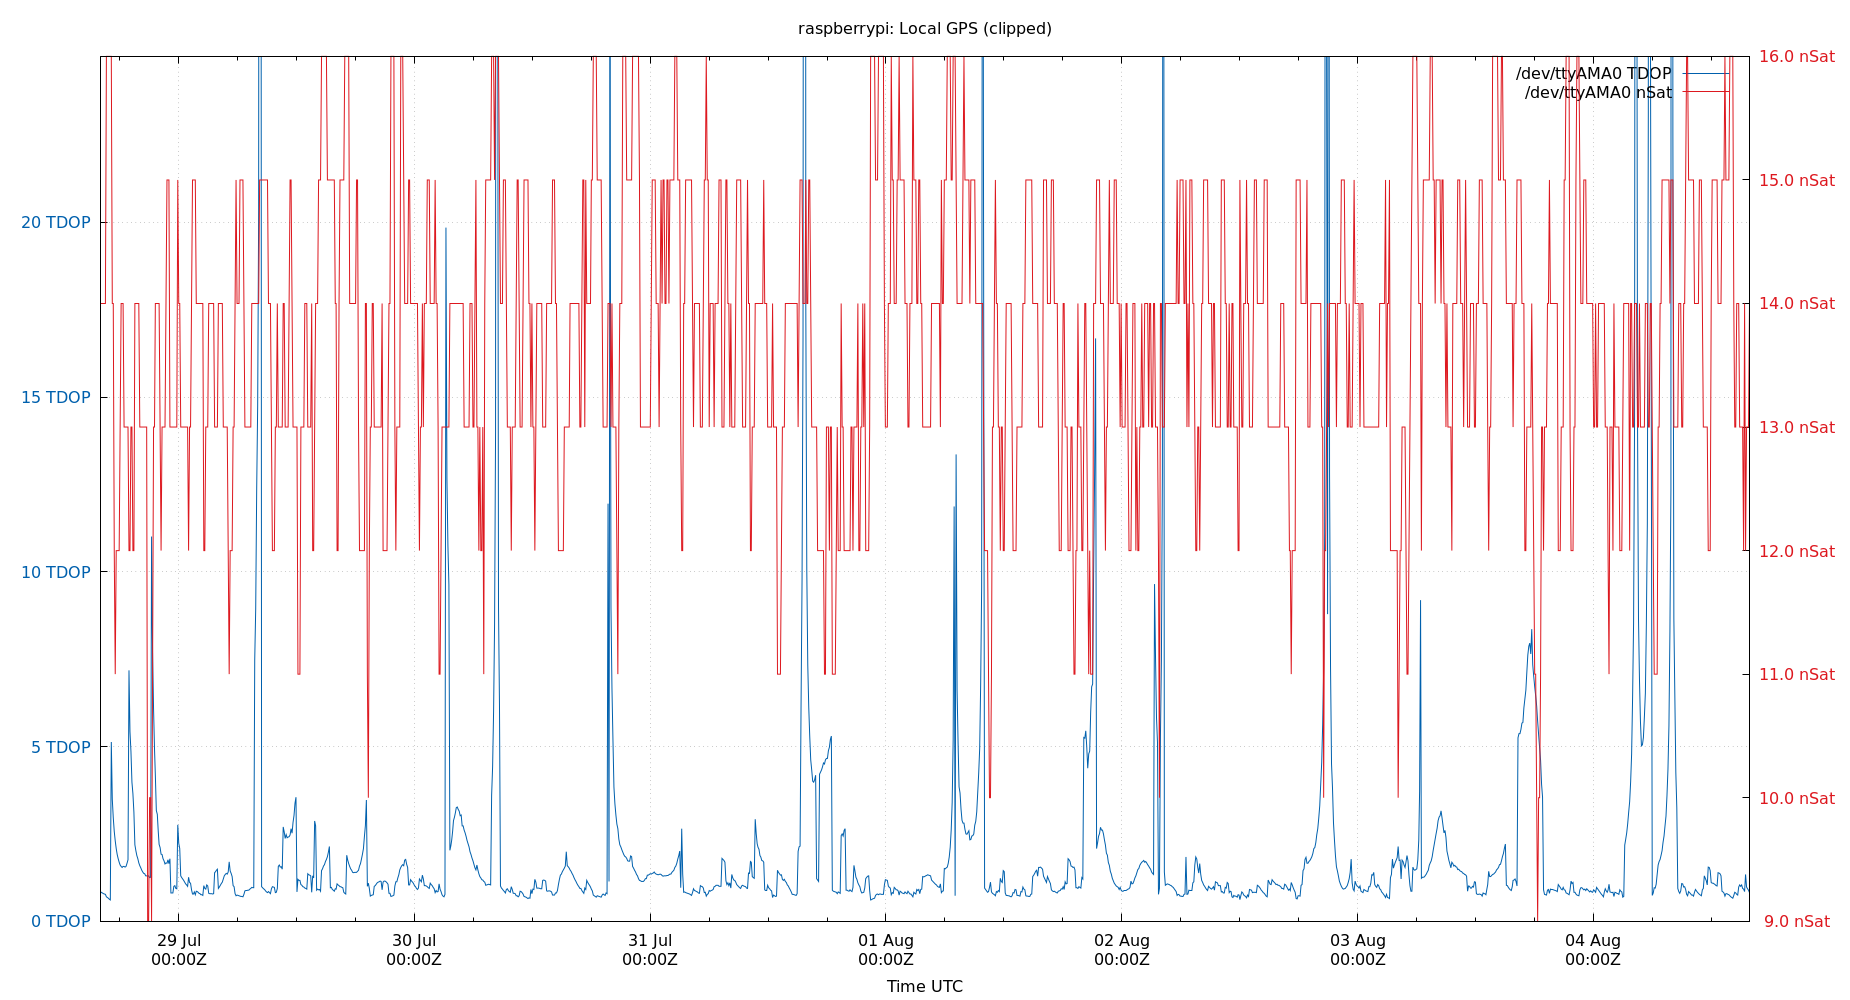 raspberrypi: Local GPS (clipped)
/dev/ttyAMA0 TDOP
/dev/ttyAMA0 nSat
20 TDOP
15 TDOP
10 TDOP
5 TDOP
0 TDOP
16.0 nSat
15.0 nSat
14.0 nSat
13.0 nSat
12.0 nSat
11.0 nSat
10.0 nSat
9.0 nSat
29 Jul
00:00Z
30 Jul
00:00Z
31 Jul
00:00Z
01 Aug
00:00Z
02 Aug
00:00Z
03 Aug
00:00Z
04 Aug
00:00Z
Time UTC